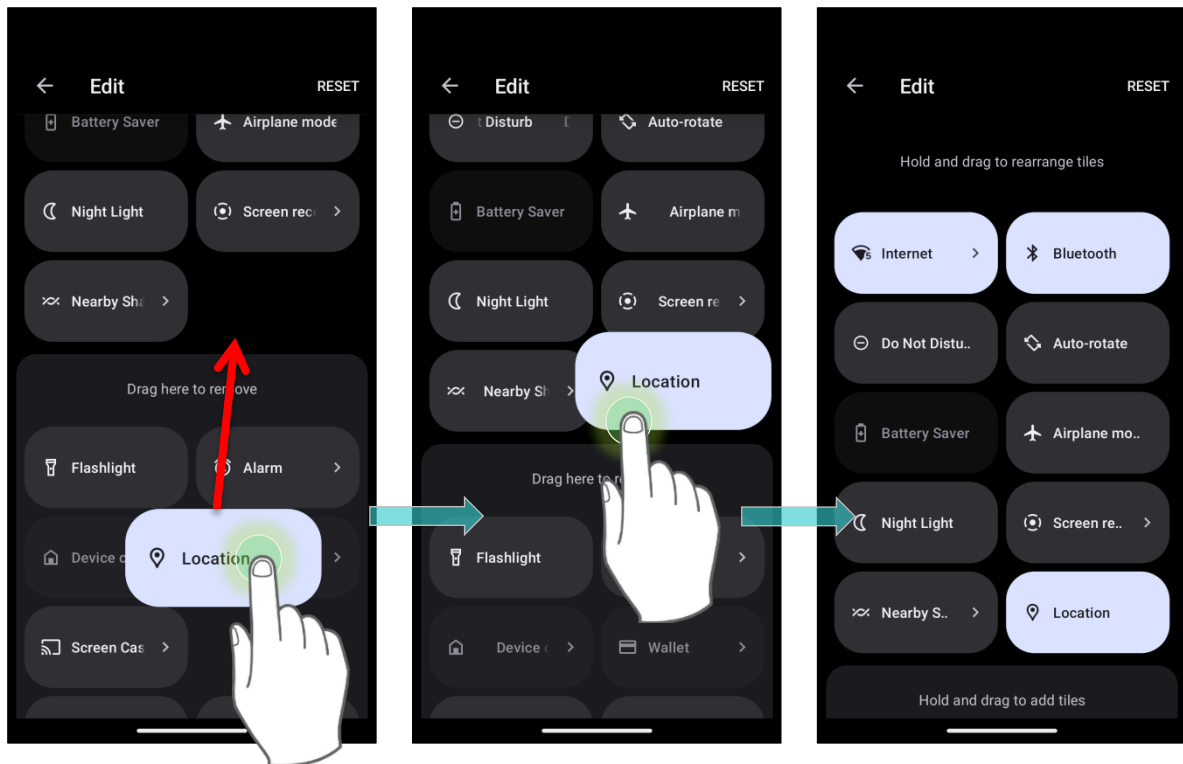 Edit RESET
Battery Saver Airplane mode
Night Light Screen rec
Nearby Sha
Drag here to remove
Flashlight Alarm
Device c Location
Screen Cas
Edit RESET
t Disturb D Auto-rotate
Battery Saver Airplane m
Night Light Screen re
Nearby Sh Location
Drag here to r
Flashlight
Device c Wallet
Edit RESET
Hold and drag to rearrange tiles
5 Internet Bluetooth
Do Not Distu.. Auto-rotate
Battery Saver Airplane mo..
Night Light Screen re..
Nearby S.. Location
Hold and drag to add tiles